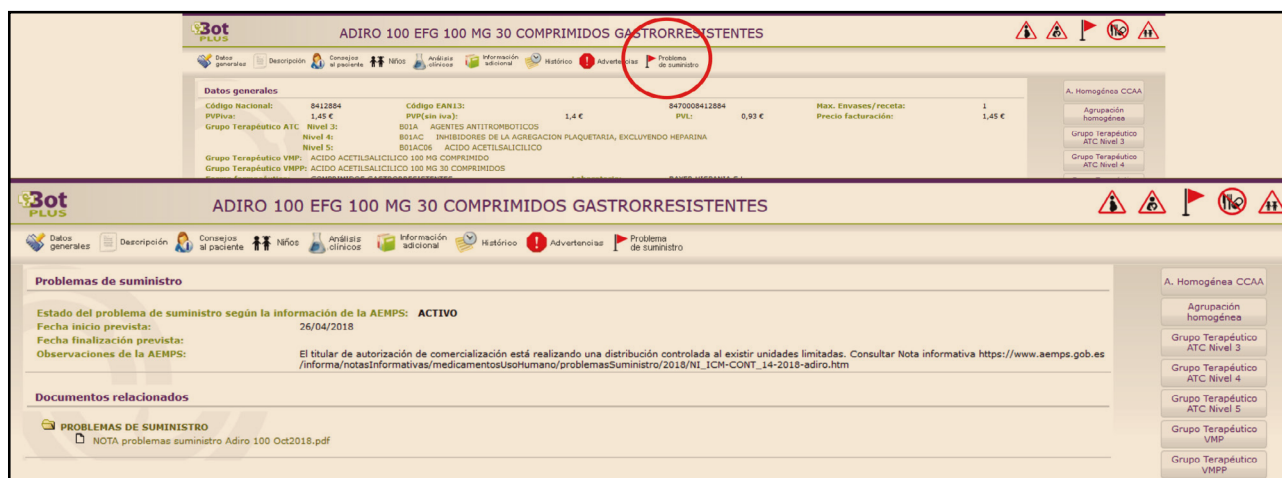 Bot PLUS
ADIRO 100 EFG 100 MG 30 COMPRIMIDOS GASTRORRESISTENTES
Datos generales Descripción Consejos al paciente Niños Análisis clínicos Información adicional Histórico Advertencias Problema de suministro
Datos generales
A. Homogénea CCAA
Código Nacional: 8412884 Código EAN13: 8470008412884 Max. Envases/receta: 1
PVPiva: 1,45 € PVP(sin iva): 1,4 € PVL: 0,93 € Precio facturación: 1,45 €
Agrupación homogénea
Grupo Terapéutico ATC Nivel 3: B01A AGENTES ANTITROMBOTICOS
Nivel 4: B01AC INHIBIDORES DE LA AGREGACION PLAQUETARIA, EXCLUYENDO HEPARINA
Grupo Terapéutico ATC Nivel 3
Nivel 5: B01AC06 ACIDO ACETILSALICILICO
Grupo Terapéutico VMP: ACIDO ACETILSALICILICO 100 MG COMPRIMIDO
Grupo Terapéutico ATC Nivel 4
Grupo Terapéutico VMPP: ACIDO ACETILSALICILICO 100 MG 30 COMPRIMIDOS
Bot PLUS
ADIRO 100 EFG 100 MG 30 COMPRIMIDOS GASTRORRESISTENTES
Datos generales Descripción Consejos al paciente Niños Análisis clínicos Información adicional Histórico Advertencias Problema de suministro
Problemas de suministro
Estado del problema de suministro según la información de la AEMPS: ACTIVO
Fecha inicio prevista: 26/04/2018
Fecha finalización prevista:
Observaciones de la AEMPS: El titular de autorización de comercialización está realizando una distribución controlada al existir unidades limitadas. Consultar Nota informativa https://www.aemps.gob.es
/informa/notasInformativas/medicamentosUsoHumano/problemasSuministro/2018/NI_ICM-CONT_14-2018-adiro.htm
Documentos relacionados
PROBLEMAS DE SUMINISTRO
NOTA problemas suministro Adiro 100 Oct2018.pdf
A. Homogénea CCAA
Agrupación homogénea
Grupo Terapéutico ATC Nivel 3
Grupo Terapéutico ATC Nivel 4
Grupo Terapéutico ATC Nivel 5
Grupo Terapéutico VMP
Grupo Terapéutico VMPP